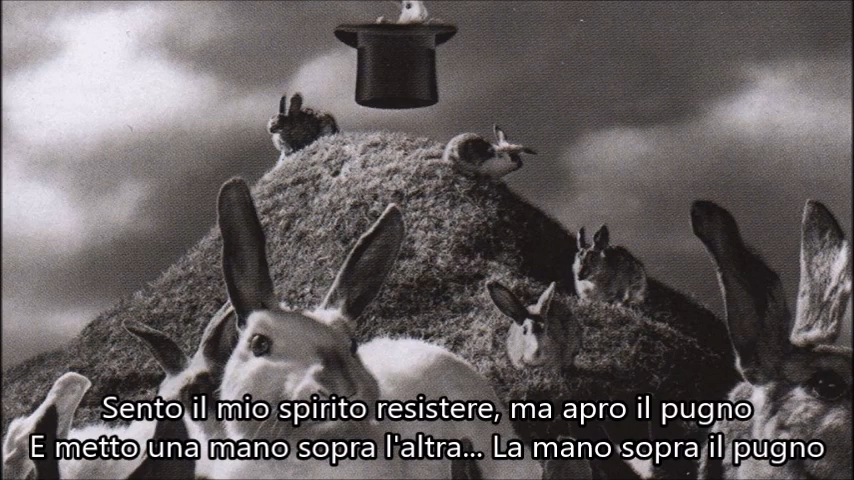 Sento il mio spirito resistere, ma apro il pugno
E metto una mano sopra l'altra... La mano sopra il pugno